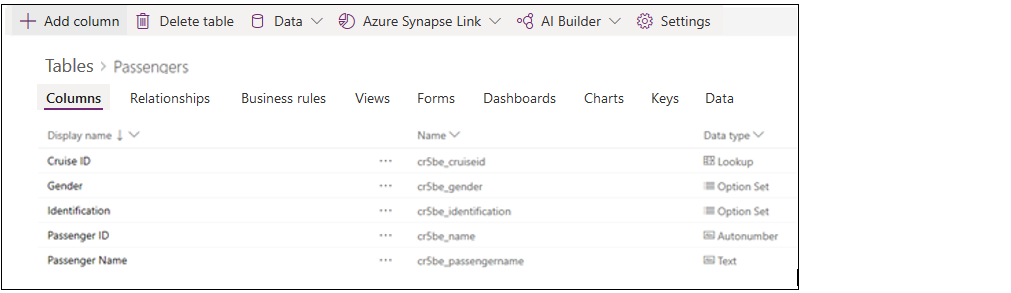 Add column Delete table Data Azure Synapse Link AI Builder Settings
Tables > Passengers
Columns Relationships Business rules Views Forms Dashboards Charts Keys Data
Display name ↓ Name Data type
Cruise ID ... cr5be_cruiseid Lookup
Gender ... cr5be_gender Option Set
Identification ... cr5be_identification Option Set
Passenger ID ... cr5be_name Autonumber
Passenger Name ... cr5be_passengername Text